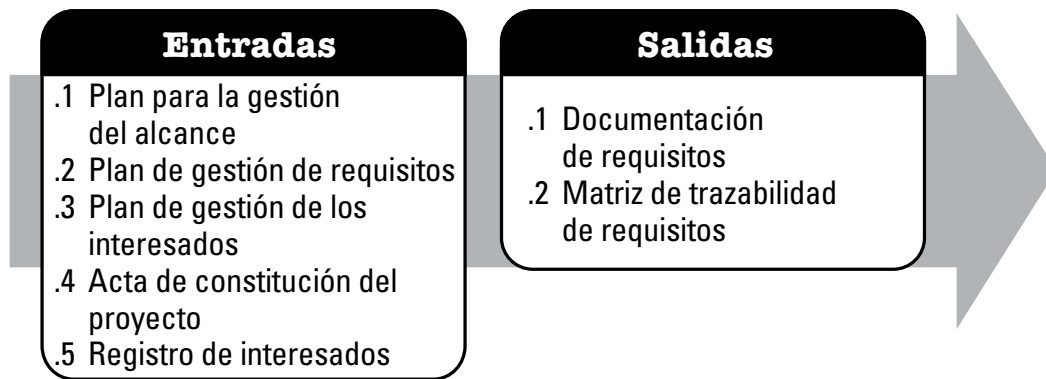 Entradas
.1 Plan para la gestión
del alcance
.2 Plan de gestión de requisitos
.3 Plan de gestión de los
interesados
.4 Acta de constitución del
proyecto
.5 Registro de interesados
Salidas
.1 Documentación
de requisitos
.2 Matriz de trazabilidad
de requisitos